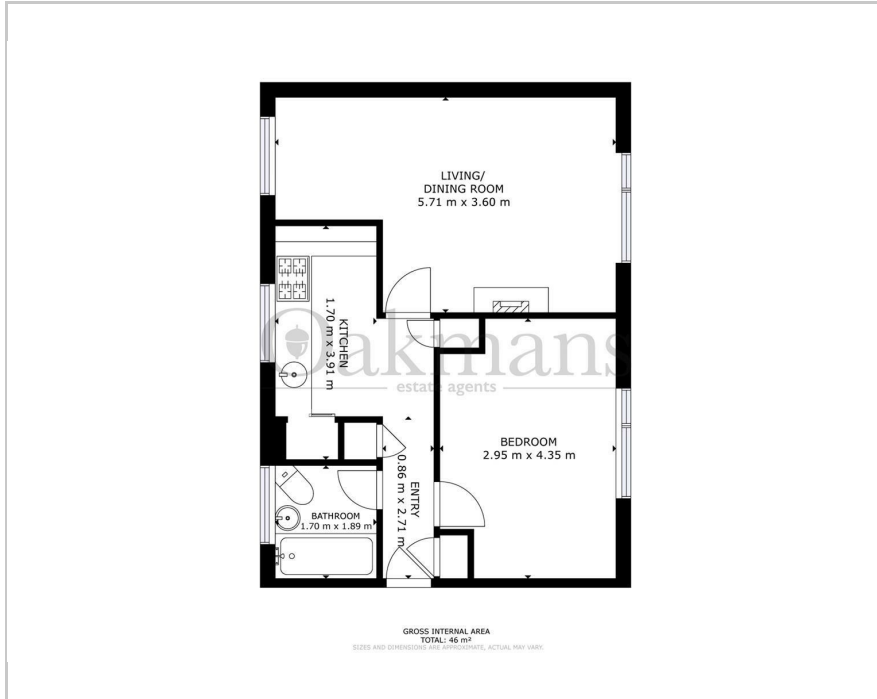 LIVING/
DINING ROOM
5.71 m x 3.60 m
KITCHEN
1.70 m x 3.91 m
Oakmans
estate agents
BEDROOM
2.95 m x 4.35 m
ENTRY
0.86 m x 2.71 m
BATHROOM
1.70 m x 1.89 m
GROSS INTERNAL AREA
TOTAL: 46 m²
SIZES AND DIMENSIONS ARE APPROXIMATE, ACTUAL MAY VARY.